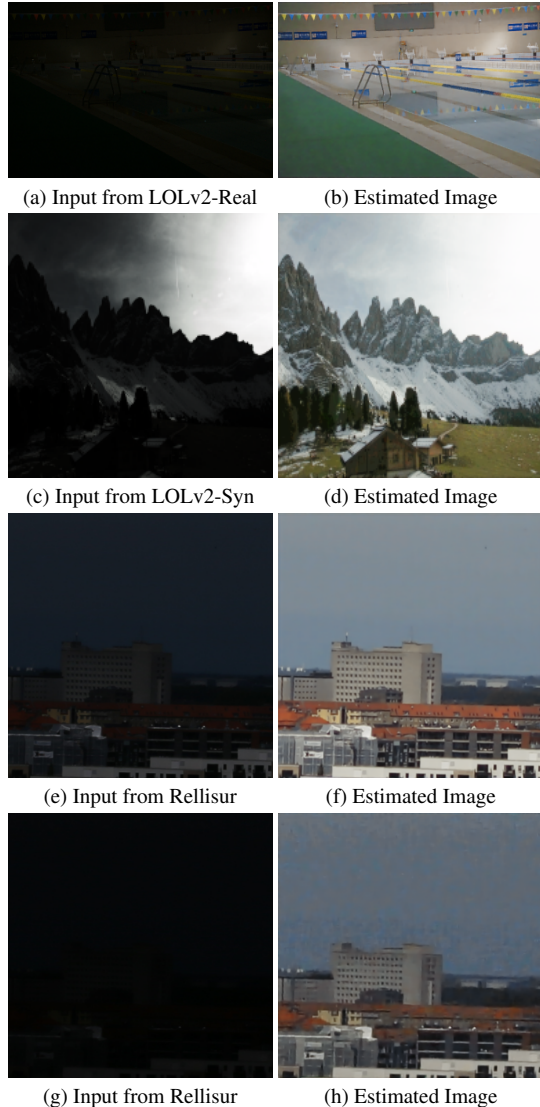 (a) Input from LOLv2-Real (b) Estimated Image
(c) Input from LOLv2-Syn (d) Estimated Image
(e) Input from Rellisur (f) Estimated Image
(g) Input from Rellisur (h) Estimated Image